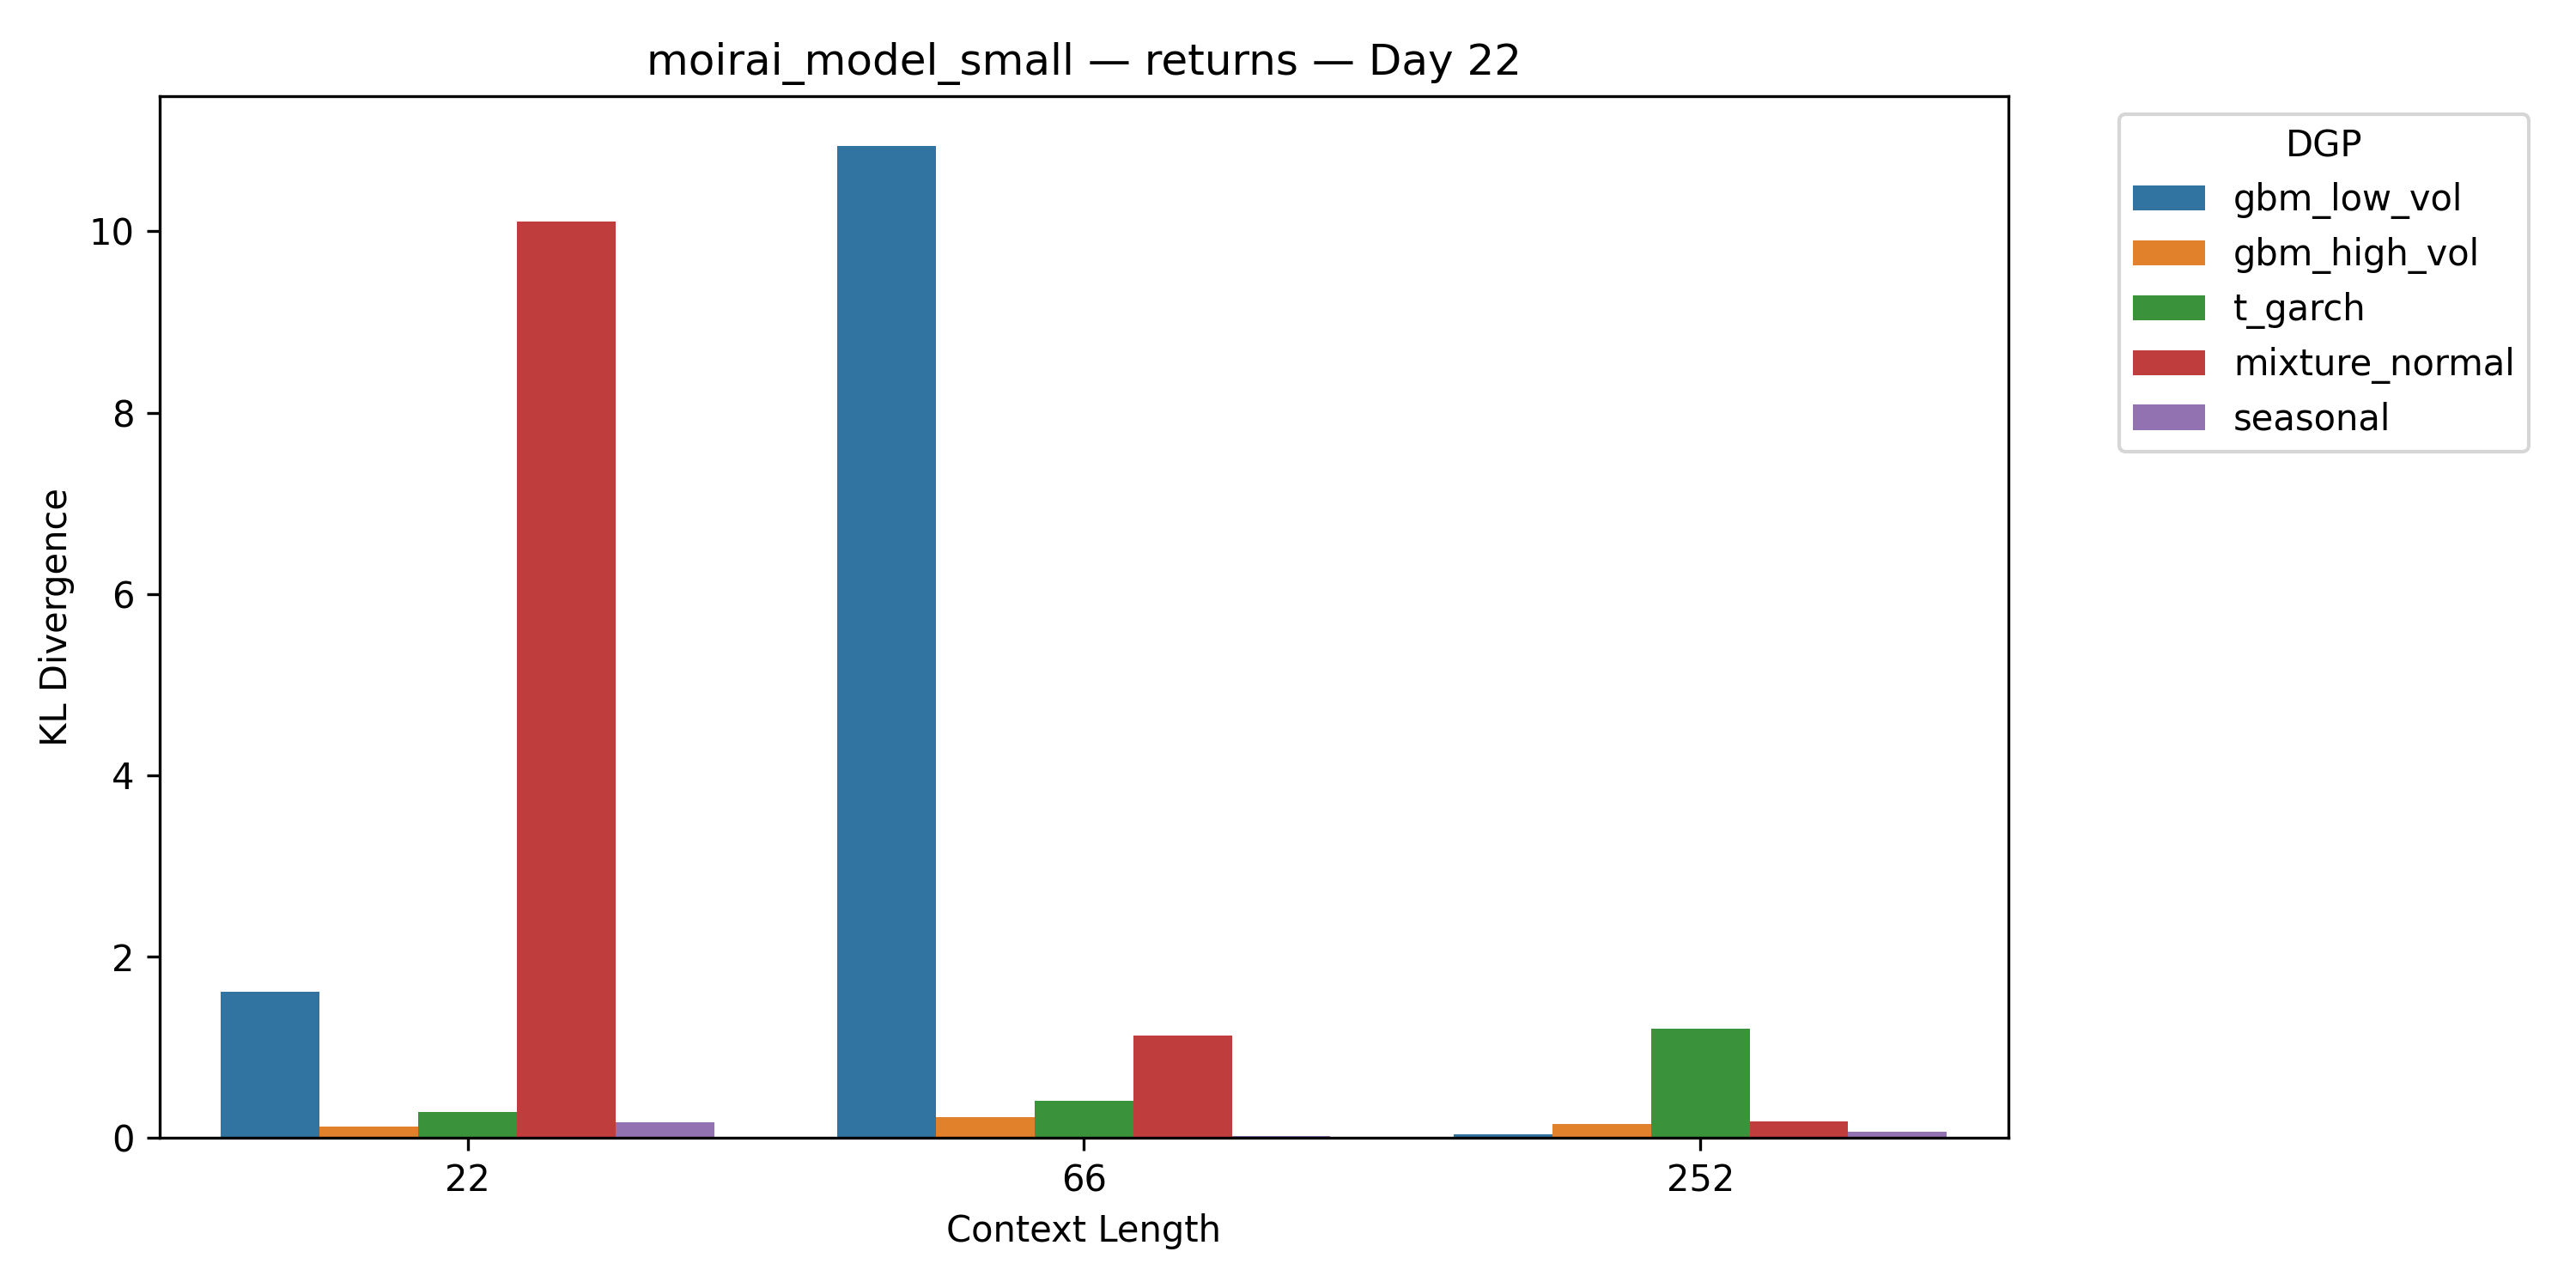 moirai_model_small — returns — Day 22
KL Divergence
10
8
6
4
2
0
22
66
252
Context Length
DGP
gbm_low_vol
gbm_high_vol
t_garch
mixture_normal
seasonal